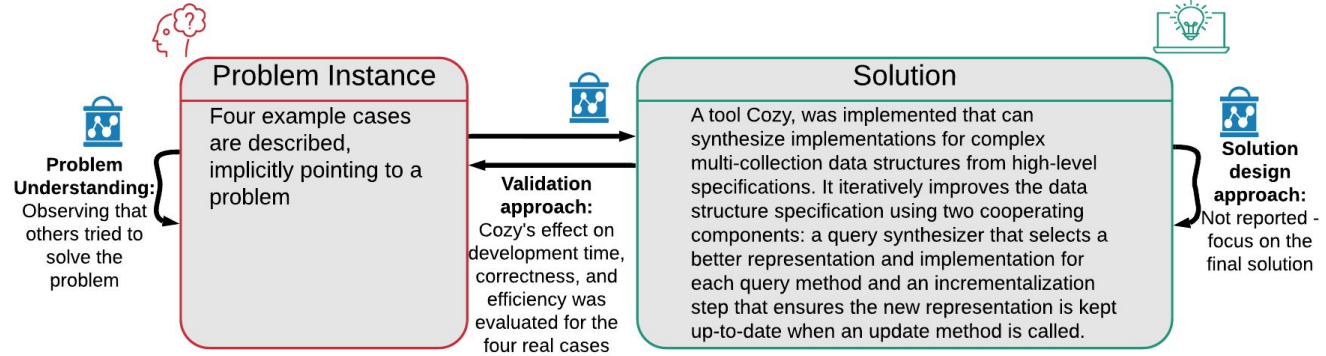 ?
Problem Instance
Four example cases
are described,
implicitly pointing to a
problem
Problem
Understanding:
Observing that
others tried to
solve the
problem
Validation
approach:
Cozy's effect on
development time,
correctness, and
efficiency was
evaluated for the
four real cases
Solution
A tool Cozy, was implemented that can
synthesize implementations for complex
multi-collection data structures from high-level
specifications. It iteratively improves the data
structure specification using two cooperating
components: a query synthesizer that selects a
better representation and implementation for
each query method and an incrementalization
step that ensures the new representation is kept
up-to-date when an update method is called.
Solution
design
approach:
Not reported -
focus on the
final solution